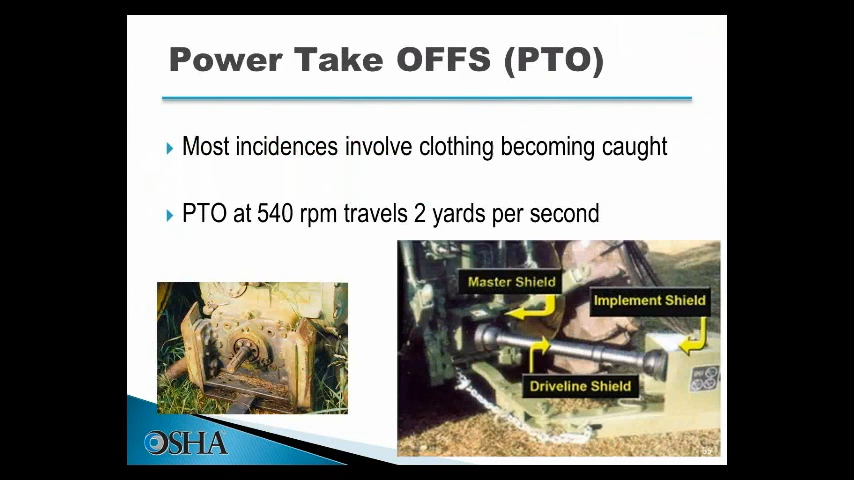 Power Take OFFS (PTO)
Most incidences involve clothing becoming caught
PTO at 540 rpm travels 2 yards per second
Master Shield
Implement Shield
Driveline Shield
OSHA